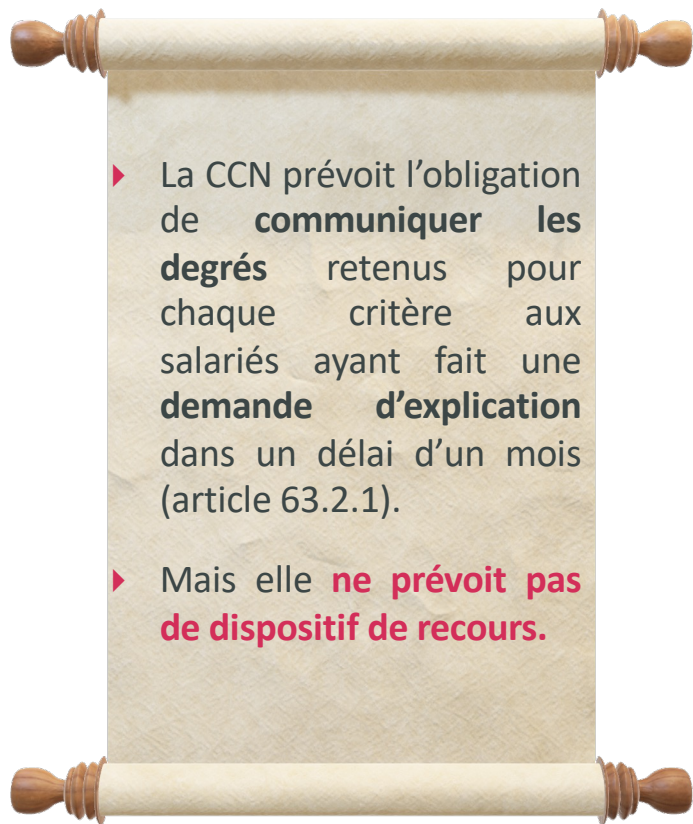 La CCN prévoit l’obligation
de communiquer les
degrés retenus pour
chaque critère aux
salariés ayant fait une
demande d'explication
dans un délai d’un mois
(article 63.2.1).
Mais elle ne prévoit pas
de dispositif de recours.